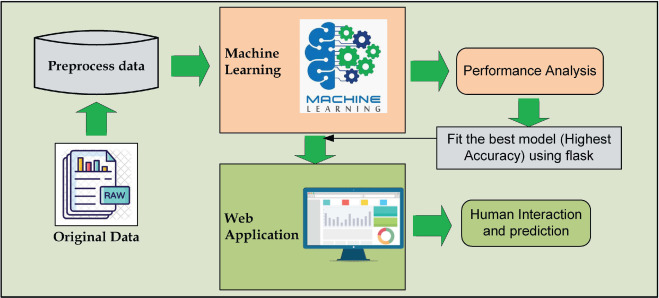 Preprocess data
Machine
Learning
MACHINE
LEARNING
Performance Analysis
Fit the best model (Highest
Accuracy) using flask
RAW
Original Data
Web
Application
Human Interaction
and prediction